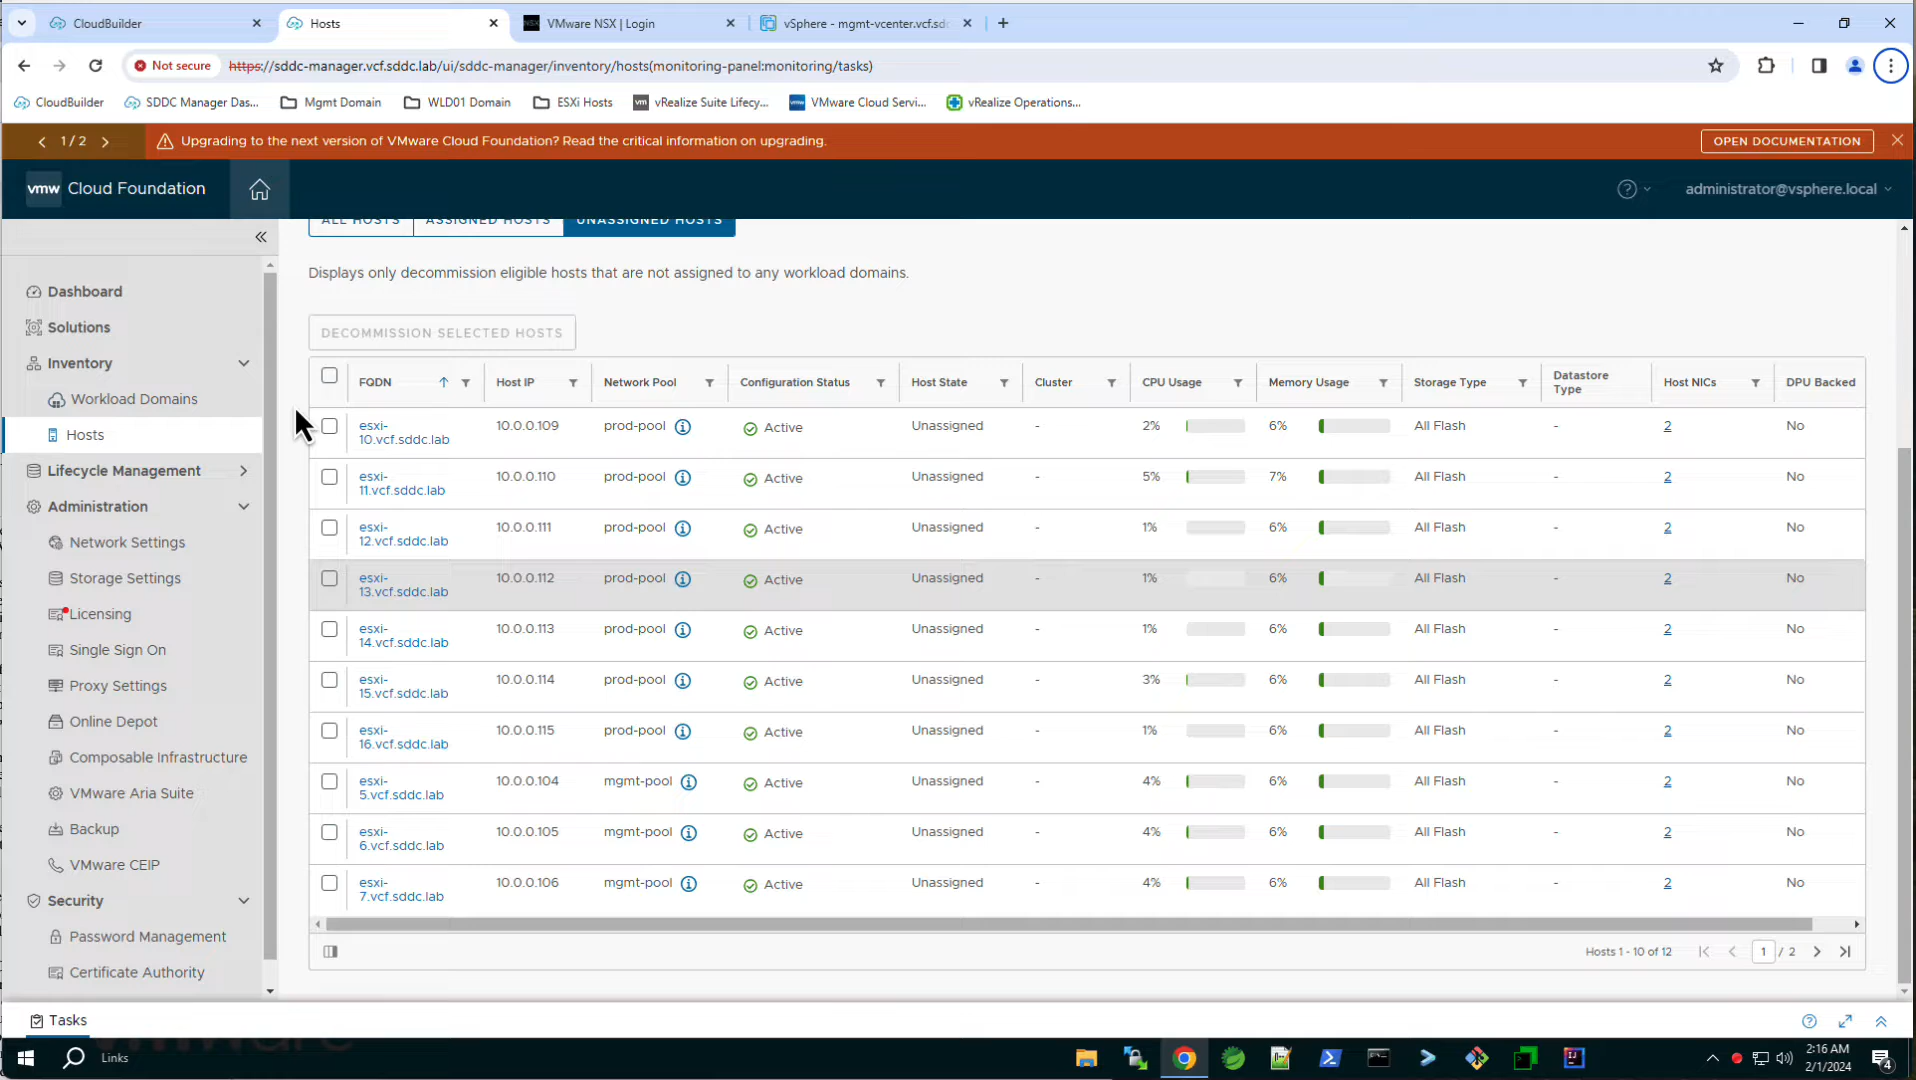 CloudBuilder
Hosts
VMware NSX | Login
vSphere - mgmt-vcenter.vcf.sdd
Not secure
https://sddc-manager.vcf.sddc.lab/ui/sddc-manager/inventory/hosts(monitoring-panel:monitoring/tasks)
CloudBuilder
SDDC Manager Das...
Mgmt Domain
WLD01 Domain
ESXi Hosts
vRealize Suite Lifecy...
VMware Cloud Servi...
vRealize Operations...
1 / 2
Upgrading to the next version of VMware Cloud Foundation? Read the critical information on upgrading.
OPEN DOCUMENTATION
vmw Cloud Foundation
administrator@vsphere.local
ALL HOSTS
ASSIGNED HOSTS
UNASSIGNED HOSTS
Displays only decommission eligible hosts that are not assigned to any workload domains.
DECOMMISSION SELECTED HOSTS
Dashboard
Solutions
Inventory
Workload Domains
Hosts
Lifecycle Management
Administration
Network Settings
Storage Settings
Licensing
Single Sign On
Proxy Settings
Online Depot
Composable Infrastructure
VMware Aria Suite
Backup
VMware CEIP
Security
Password Management
Certificate Authority
FQDN Host IP Network Pool Configuration Status Host State Cluster CPU Usage Memory Usage Storage Type Datastore Type Host NICs DPU Backed
esxi-10.vcf.sddc.lab 10.0.0.109 prod-pool Active Unassigned - 2% 6% All Flash - 2 No
esxi-11.vcf.sddc.lab 10.0.0.110 prod-pool Active Unassigned - 5% 7% All Flash - 2 No
esxi-12.vcf.sddc.lab 10.0.0.111 prod-pool Active Unassigned - 1% 6% All Flash - 2 No
esxi-13.vcf.sddc.lab 10.0.0.112 prod-pool Active Unassigned - 1% 6% All Flash - 2 No
esxi-14.vcf.sddc.lab 10.0.0.113 prod-pool Active Unassigned - 1% 6% All Flash - 2 No
esxi-15.vcf.sddc.lab 10.0.0.114 prod-pool Active Unassigned - 3% 6% All Flash - 2 No
esxi-16.vcf.sddc.lab 10.0.0.115 prod-pool Active Unassigned - 1% 6% All Flash - 2 No
esxi-5.vcf.sddc.lab 10.0.0.104 mgmt-pool Active Unassigned - 4% 6% All Flash - 2 No
esxi-6.vcf.sddc.lab 10.0.0.105 mgmt-pool Active Unassigned - 4% 6% All Flash - 2 No
esxi-7.vcf.sddc.lab 10.0.0.106 mgmt-pool Active Unassigned - 4% 6% All Flash - 2 No
Hosts 1 - 10 of 12
1 / 2
Tasks
Links
2:16 AM
2/1/2024
4